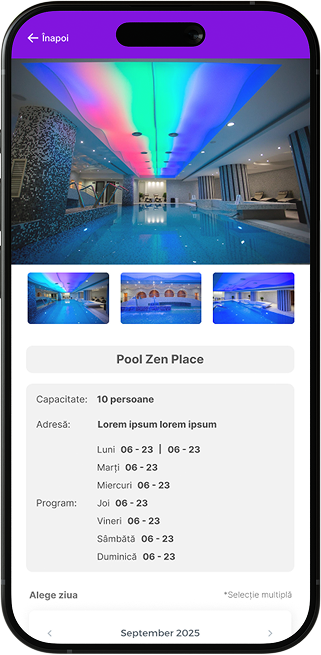 Înapoi
Pool Zen Place
Capacitate: 10 persoane
Adresă: Lorem ipsum lorem ipsum
Luni 06 - 23 | 06 - 23
Marți 06 - 23
Miercuri 06 - 23
Program: Joi 06 - 23
Vineri 06 - 23
Sâmbătă 06 - 23
Duminică 06 - 23
Alege ziua *Selecție multiplă
September 2025